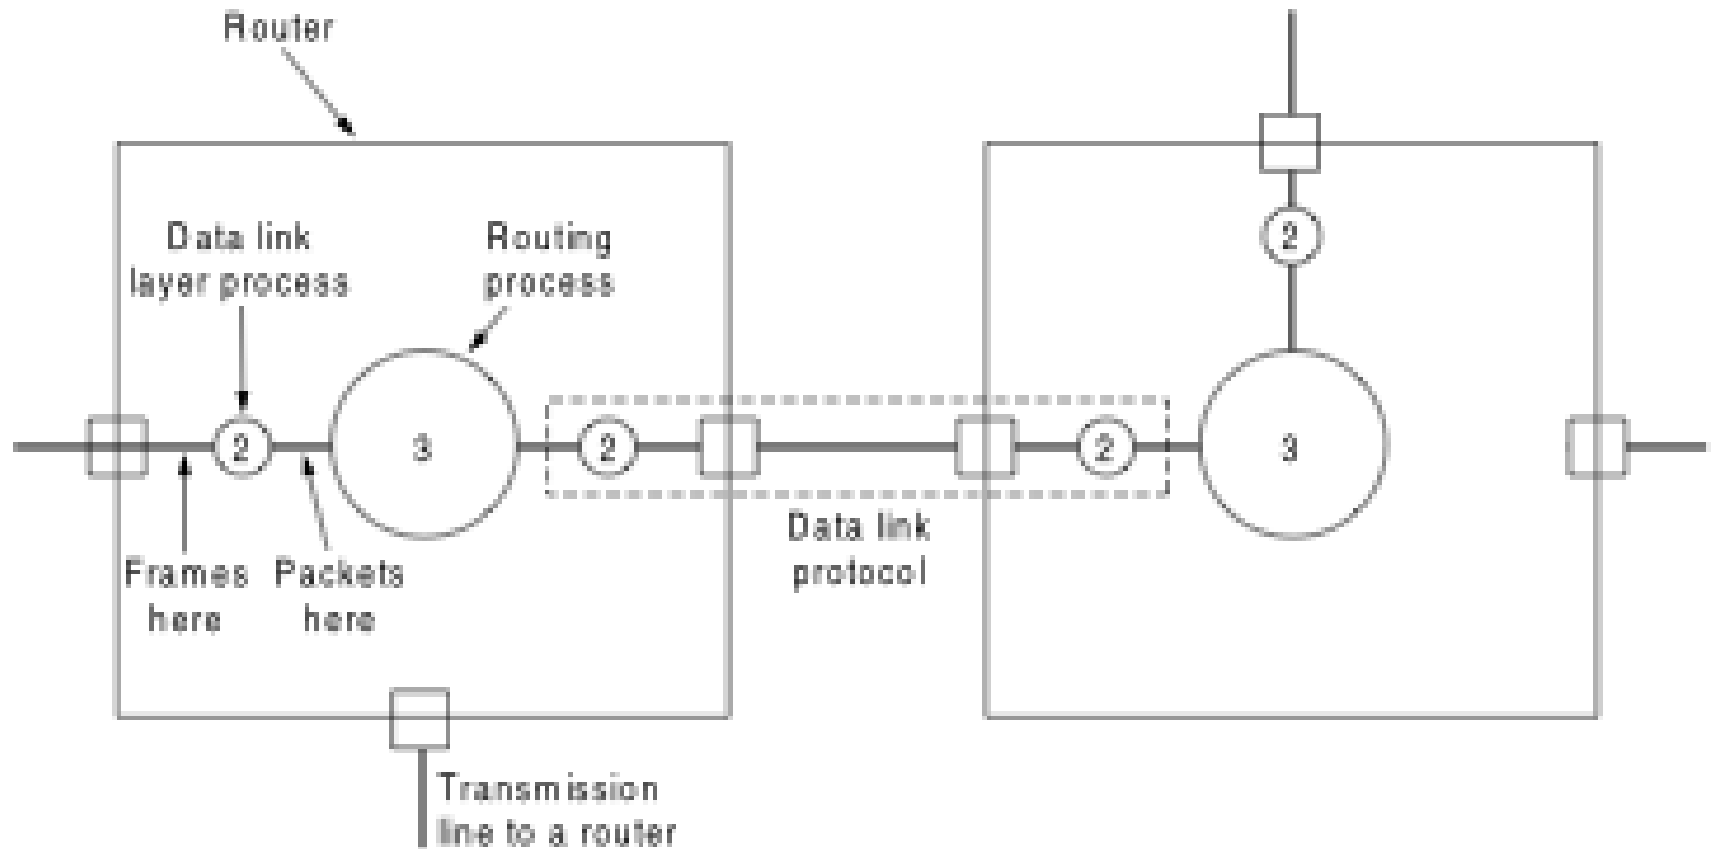 Router
Data link
layer process
Routing
process
2
2
3
2
2
3
Frames
here
Packets
here
Data link
protocol
Transmission
line to a router